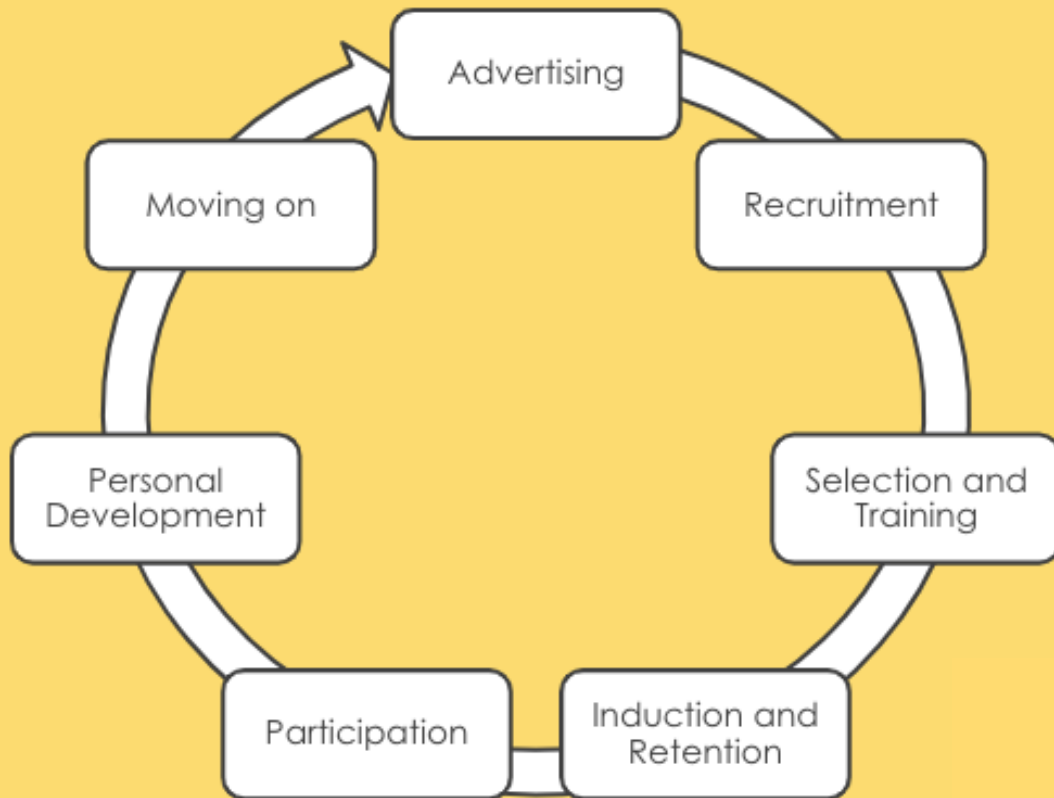 Advertising
Recruitment
Selection and
Training
Induction and
Retention
Participation
Personal
Development
Moving on